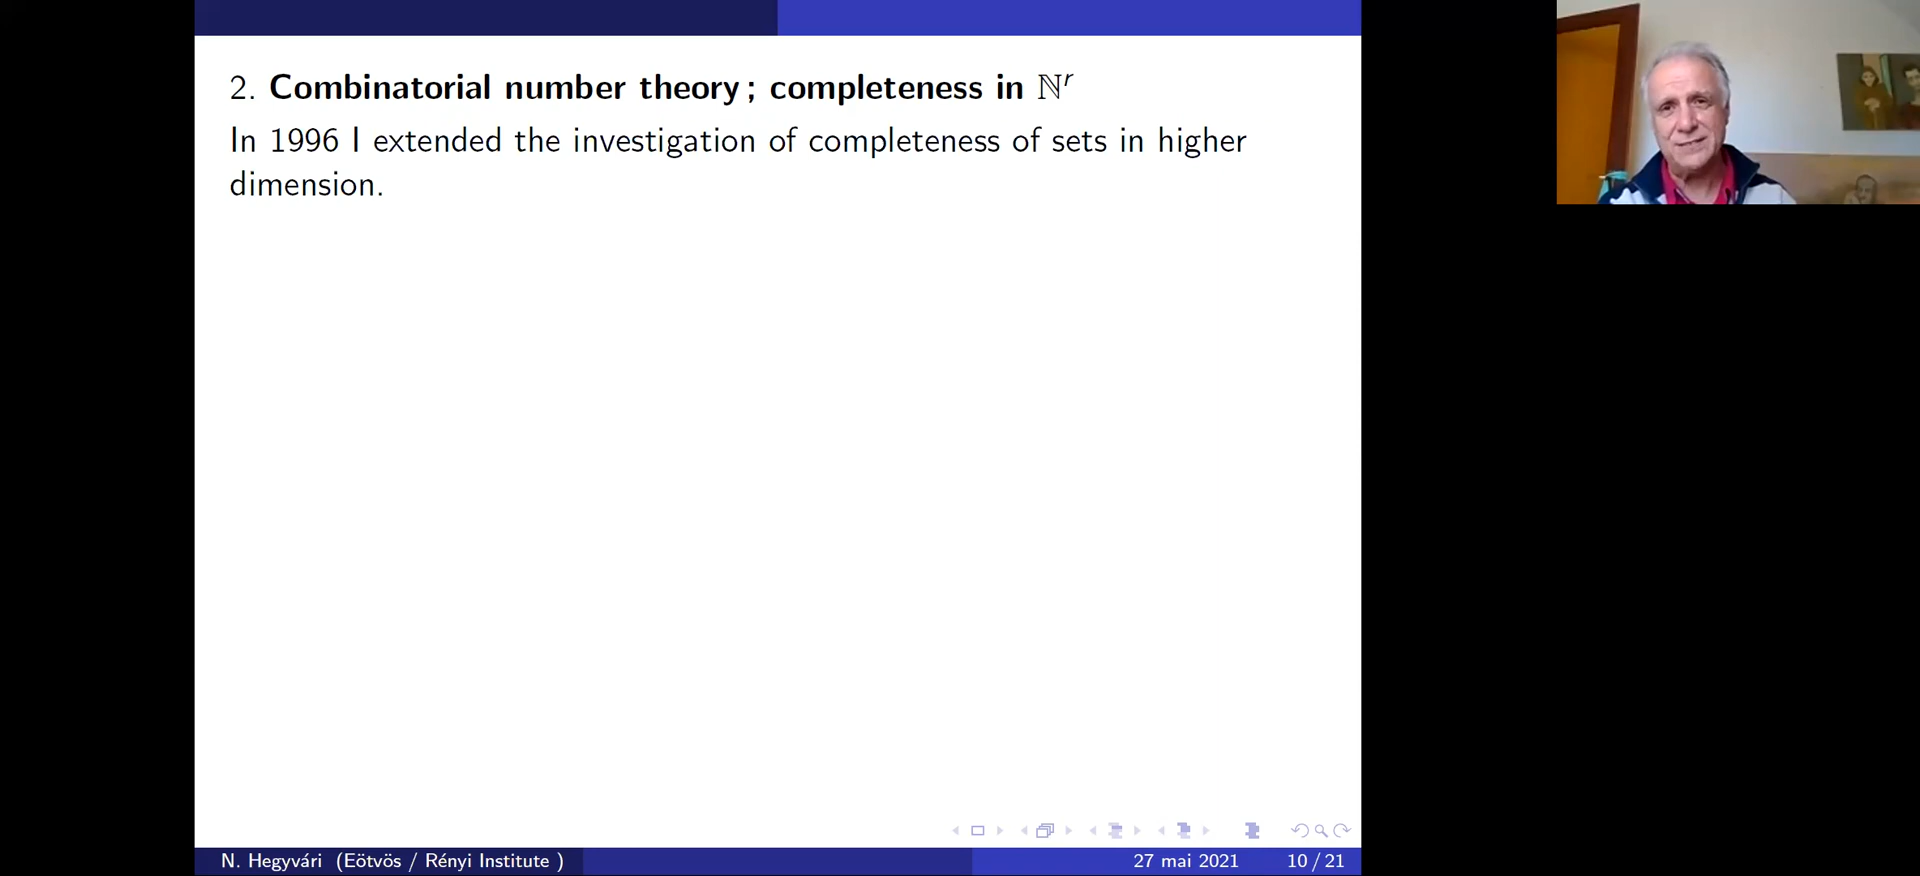 2. Combinatorial number theory ; completeness in ℕʳ
In 1996 I extended the investigation of completeness of sets in higher
dimension.
N. Hegyvári (Eötvös / Rényi Institute )
27 mai 2021
10 / 21